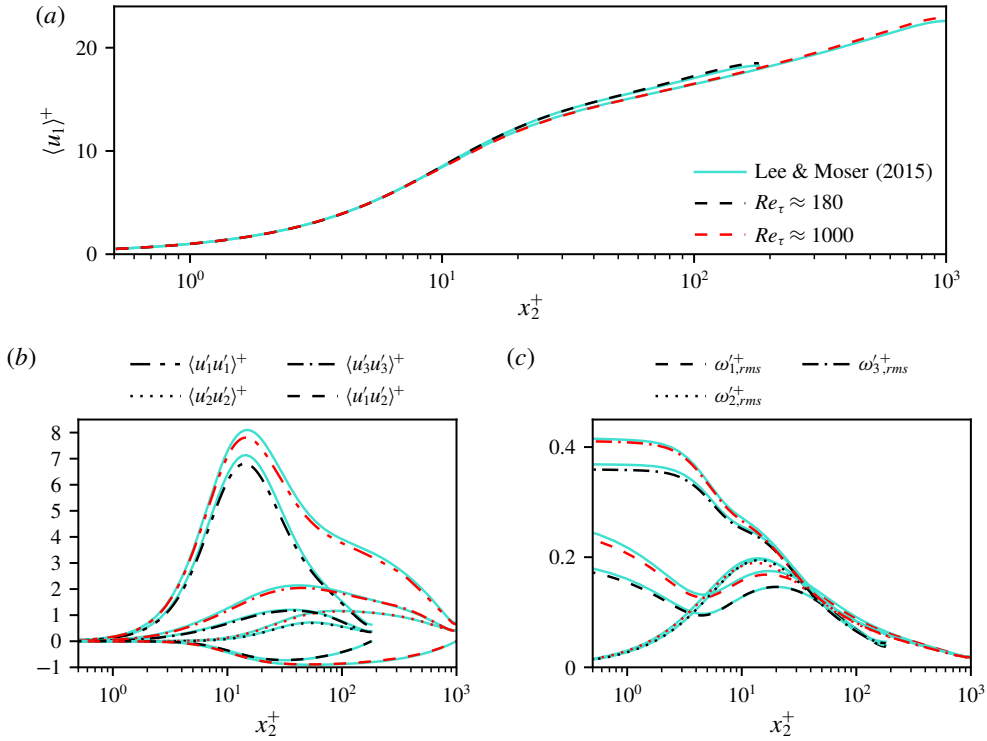 (a)
20
10
0
⟨u₁⟩⁺
Lee & Moser (2015)
Re_τ ≈ 180
Re_τ ≈ 1000
10⁰ 10¹ 10² 10³
x₂⁺
(b)
⟨u′₁u′₁⟩⁺ ⟨u′₃u′₃⟩⁺
⟨u′₂u′₂⟩⁺ ⟨u′₁u′₂⟩⁺
8
7
6
5
4
3
2
1
0
−1
10⁰ 10¹ 10² 10³
x₂⁺
(c)
ω′⁺₁,rms ω′⁺₃,rms
ω′⁺₂,rms
0.4
0.2
0
10⁰ 10¹ 10² 10³
x₂⁺